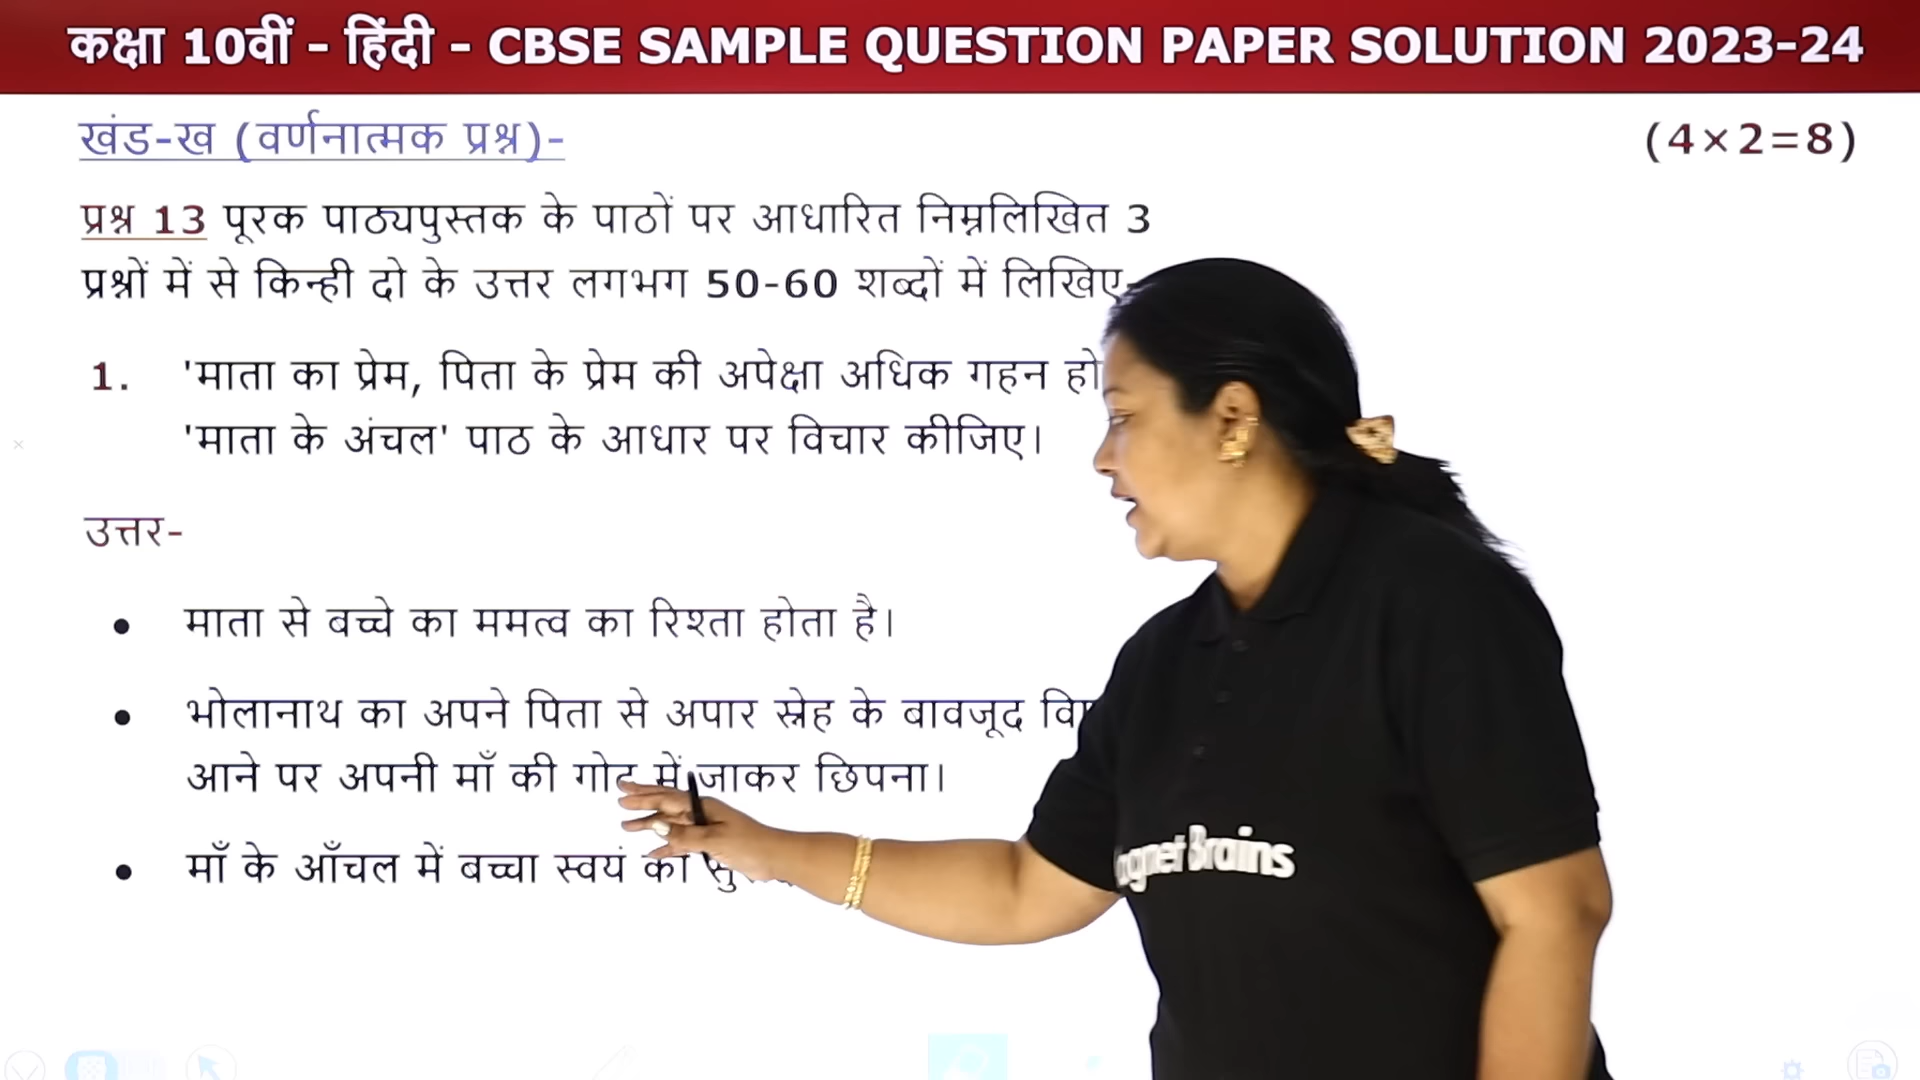 कक्षा 10वीं – हिंदी – CBSE SAMPLE QUESTION PAPER SOLUTION 2023-24
खंड-ख (वर्णनात्मक प्रश्न)-
(4×2=8)
प्रश्न 13 पूरक पाठ्यपुस्तक के पाठों पर आधारित निम्नलिखित 3
प्रश्नों में से किन्ही दो के उत्तर लगभग 50-60 शब्दों में लिखिए-
1. 'माता का प्रेम, पिता के प्रेम की अपेक्षा अधिक गहन
'माता के अंचल' पाठ के आधार पर विचार कीजिए।
उत्तर-
• माता से बच्चे का ममत्व का रिश्ता होता है।
• भोलानाथ का अपने पिता से अपार स्नेह के बावजूद
आने पर अपनी माँ की गोद में जाकर छिपना।
• माँ के आँचल में बच्चा स्वयं को
Brains